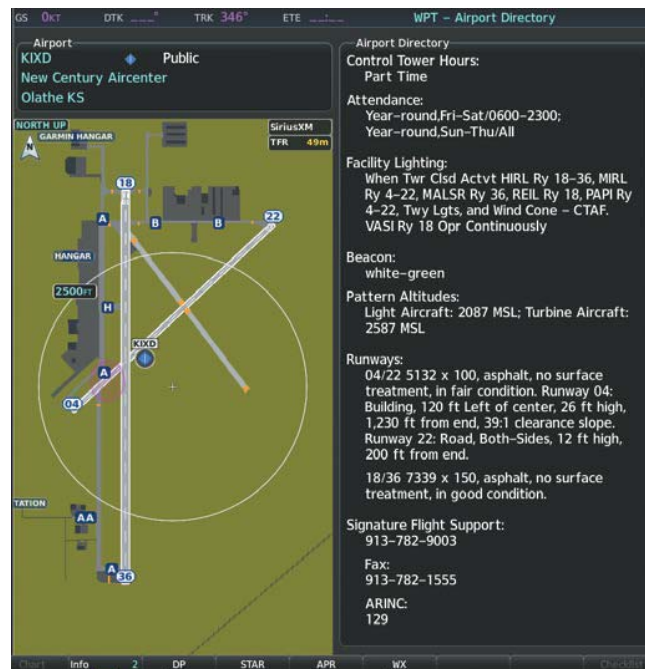 GS 0KT DTK ___° TRK 346° ETE __:__ WPT – Airport Directory
Airport
KIXD Public
New Century Aircenter
Olathe KS
NORTH UP
GARMIN HANGAR
N
SiriusXM
TFR 49m
18
22
A
B
B
HANGAR
2500FT
H
KIXD
A
04
TATION
AA
A
36
Airport Directory
Control Tower Hours:
Part Time
Attendance:
Year-round,Fri-Sat/0600-2300;
Year-round,Sun-Thu/All
Facility Lighting:
When Twr Clsd Actvt HIRL Ry 18-36, MIRL
Ry 4-22, MALSR Ry 36, REIL Ry 18, PAPI Ry
4-22, Twy Lgts, and Wind Cone – CTAF.
VASI Ry 18 Opr Continuously
Beacon:
white-green
Pattern Altitudes:
Light Aircraft: 2087 MSL; Turbine Aircraft:
2587 MSL
Runways:
04/22 5132 x 100, asphalt, no surface
treatment, in fair condition. Runway 04:
Building, 120 ft Left of center, 26 ft high,
1,230 ft from end, 39:1 clearance slope.
Runway 22: Road, Both-Sides, 12 ft high,
200 ft from end.
18/36 7339 x 150, asphalt, no surface
treatment, in good condition.
Signature Flight Support:
913-782-9003
Fax:
913-782-1555
ARINC:
129
Chart Info 2 DP STAR APR WX Checklist